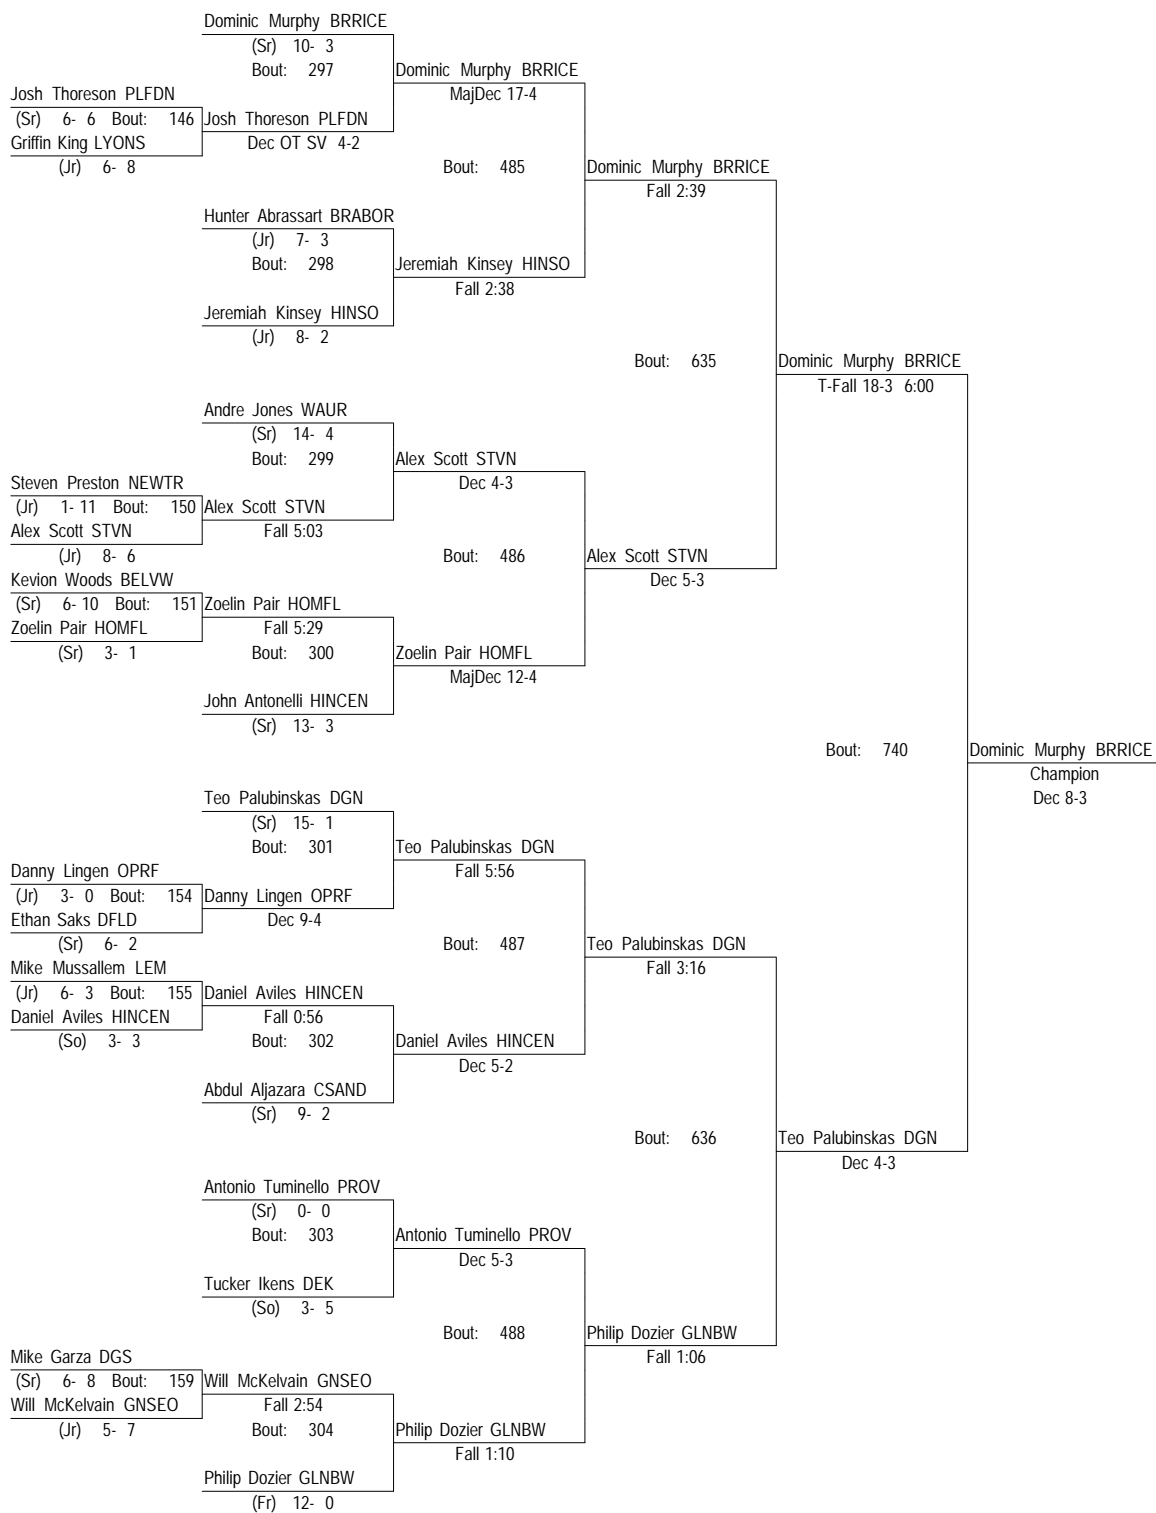 Dominic Murphy BRRICE
(Sr) 10- 3
Bout: 297
Dominic Murphy BRRICE
MajDec 17-4
Josh Thoreson PLFDN
(Sr) 6- 6 Bout: 146
Josh Thoreson PLFDN
Griffin King LYONS
Dec OT SV 4-2
(Jr) 6- 8
Bout: 485
Dominic Murphy BRRICE
Fall 2:39
Hunter Abrassart BRABOR
(Jr) 7- 3
Bout: 298
Jeremiah Kinsey HINSO
Fall 2:38
Jeremiah Kinsey HINSO
(Jr) 8- 2
Bout: 635
Dominic Murphy BRRICE
T-Fall 18-3 6:00
Andre Jones WAUR
(Sr) 14- 4
Bout: 299
Alex Scott STVN
Dec 4-3
Steven Preston NEWTR
(Jr) 1- 11 Bout: 150
Alex Scott STVN
Alex Scott STVN
Fall 5:03
(Jr) 8- 6
Bout: 486
Alex Scott STVN
Dec 5-3
Kevion Woods BELVW
(Sr) 6- 10 Bout: 151
Zoelin Pair HOMFL
Zoelin Pair HOMFL
Fall 5:29
(Sr) 3- 1
Bout: 300
Zoelin Pair HOMFL
MajDec 12-4
John Antonelli HINCEN
(Sr) 13- 3
Bout: 740
Dominic Murphy BRRICE
Champion
Dec 8-3
Teo Palubinskas DGN
(Sr) 15- 1
Bout: 301
Teo Palubinskas DGN
Fall 5:56
Danny Lingen OPRF
(Jr) 3- 0 Bout: 154
Danny Lingen OPRF
Ethan Saks DFLD
Dec 9-4
(Sr) 6- 2
Bout: 487
Teo Palubinskas DGN
Fall 3:16
Mike Mussallem LEM
(Jr) 6- 3 Bout: 155
Daniel Aviles HINCEN
Daniel Aviles HINCEN
Fall 0:56
(So) 3- 3
Bout: 302
Daniel Aviles HINCEN
Dec 5-2
Abdul Aljazara CSAND
(Sr) 9- 2
Bout: 636
Teo Palubinskas DGN
Dec 4-3
Antonio Tuminello PROV
(Sr) 0- 0
Bout: 303
Antonio Tuminello PROV
Dec 5-3
Tucker Ikens DEK
(So) 3- 5
Bout: 488
Philip Dozier GLNBW
Fall 1:06
Mike Garza DGS
(Sr) 6- 8 Bout: 159
Will McKelvain GNSEO
Will McKelvain GNSEO
Fall 2:54
(Jr) 5- 7
Bout: 304
Philip Dozier GLNBW
Fall 1:10
Philip Dozier GLNBW
(Fr) 12- 0